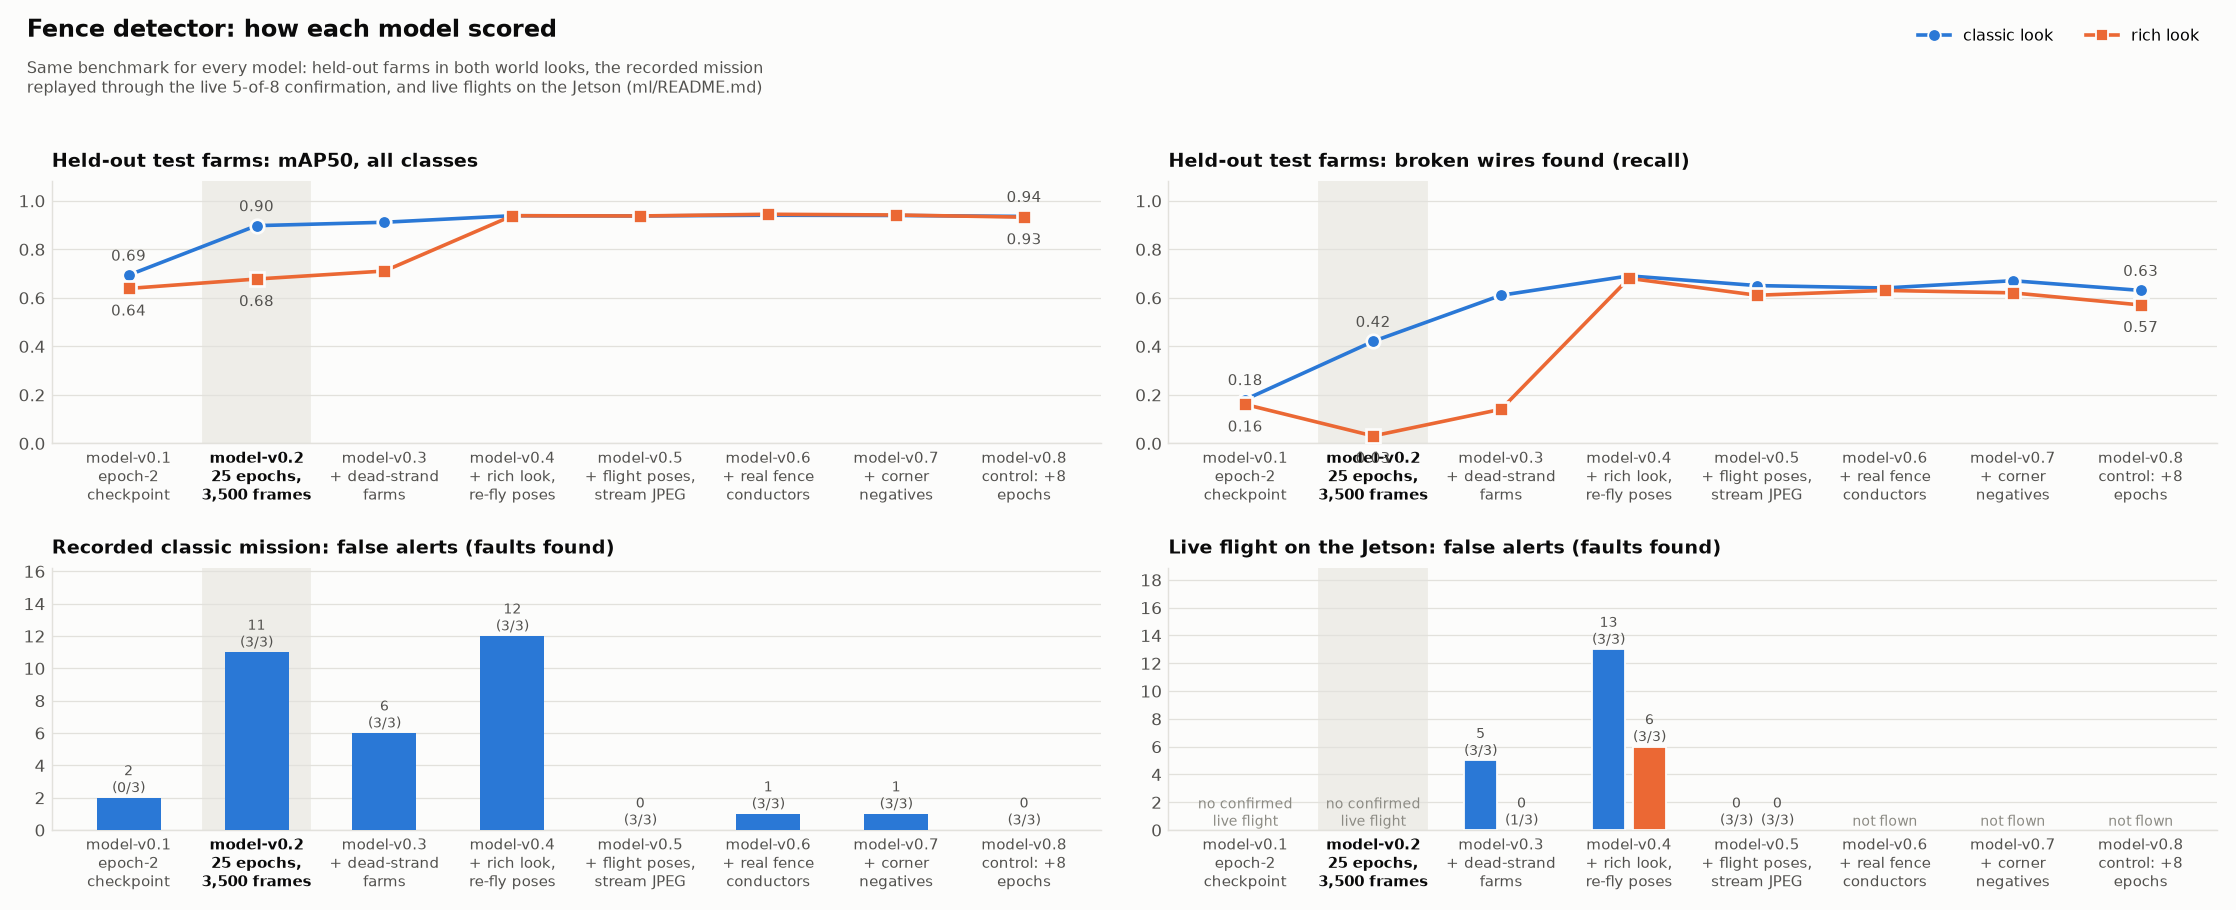 Fence detector: how each model scored
classic look
rich look
Same benchmark for every model: held-out farms in both world looks, the recorded mission
replayed through the live 5-of-8 confirmation, and live flights on the Jetson (ml/README.md)
Held-out test farms: mAP50, all classes
1.0
0.8
0.6
0.4
0.2
0.0
0.69
0.64
0.90
0.68
0.94
0.93
model-v0.1
epoch-2
checkpoint
model-v0.2
25 epochs,
3,500 frames
model-v0.3
+ dead-strand
farms
model-v0.4
+ rich look,
re-fly poses
model-v0.5
+ flight poses,
stream JPEG
model-v0.6
+ real fence
conductors
model-v0.7
+ corner
negatives
model-v0.8
control: +8
epochs
Held-out test farms: broken wires found (recall)
1.0
0.8
0.6
0.4
0.2
0.0
0.18
0.16
0.42
0.03
0.63
0.57
model-v0.1
epoch-2
checkpoint
model-v0.2
25 epochs,
3,500 frames
model-v0.3
+ dead-strand
farms
model-v0.4
+ rich look,
re-fly poses
model-v0.5
+ flight poses,
stream JPEG
model-v0.6
+ real fence
conductors
model-v0.7
+ corner
negatives
model-v0.8
control: +8
epochs
Recorded classic mission: false alerts (faults found)
16
14
12
10
8
6
4
2
0
2
(0/3)
11
(3/3)
6
(3/3)
12
(3/3)
0
(3/3)
1
(3/3)
1
(3/3)
0
(3/3)
model-v0.1
epoch-2
checkpoint
model-v0.2
25 epochs,
3,500 frames
model-v0.3
+ dead-strand
farms
model-v0.4
+ rich look,
re-fly poses
model-v0.5
+ flight poses,
stream JPEG
model-v0.6
+ real fence
conductors
model-v0.7
+ corner
negatives
model-v0.8
control: +8
epochs
Live flight on the Jetson: false alerts (faults found)
18
16
14
12
10
8
6
4
2
0
no confirmed
live flight
no confirmed
live flight
5
(3/3)
0
(1/3)
13
(3/3)
6
(3/3)
0
(3/3)
0
(3/3)
not flown
not flown
not flown
model-v0.1
epoch-2
checkpoint
model-v0.2
25 epochs,
3,500 frames
model-v0.3
+ dead-strand
farms
model-v0.4
+ rich look,
re-fly poses
model-v0.5
+ flight poses,
stream JPEG
model-v0.6
+ real fence
conductors
model-v0.7
+ corner
negatives
model-v0.8
control: +8
epochs